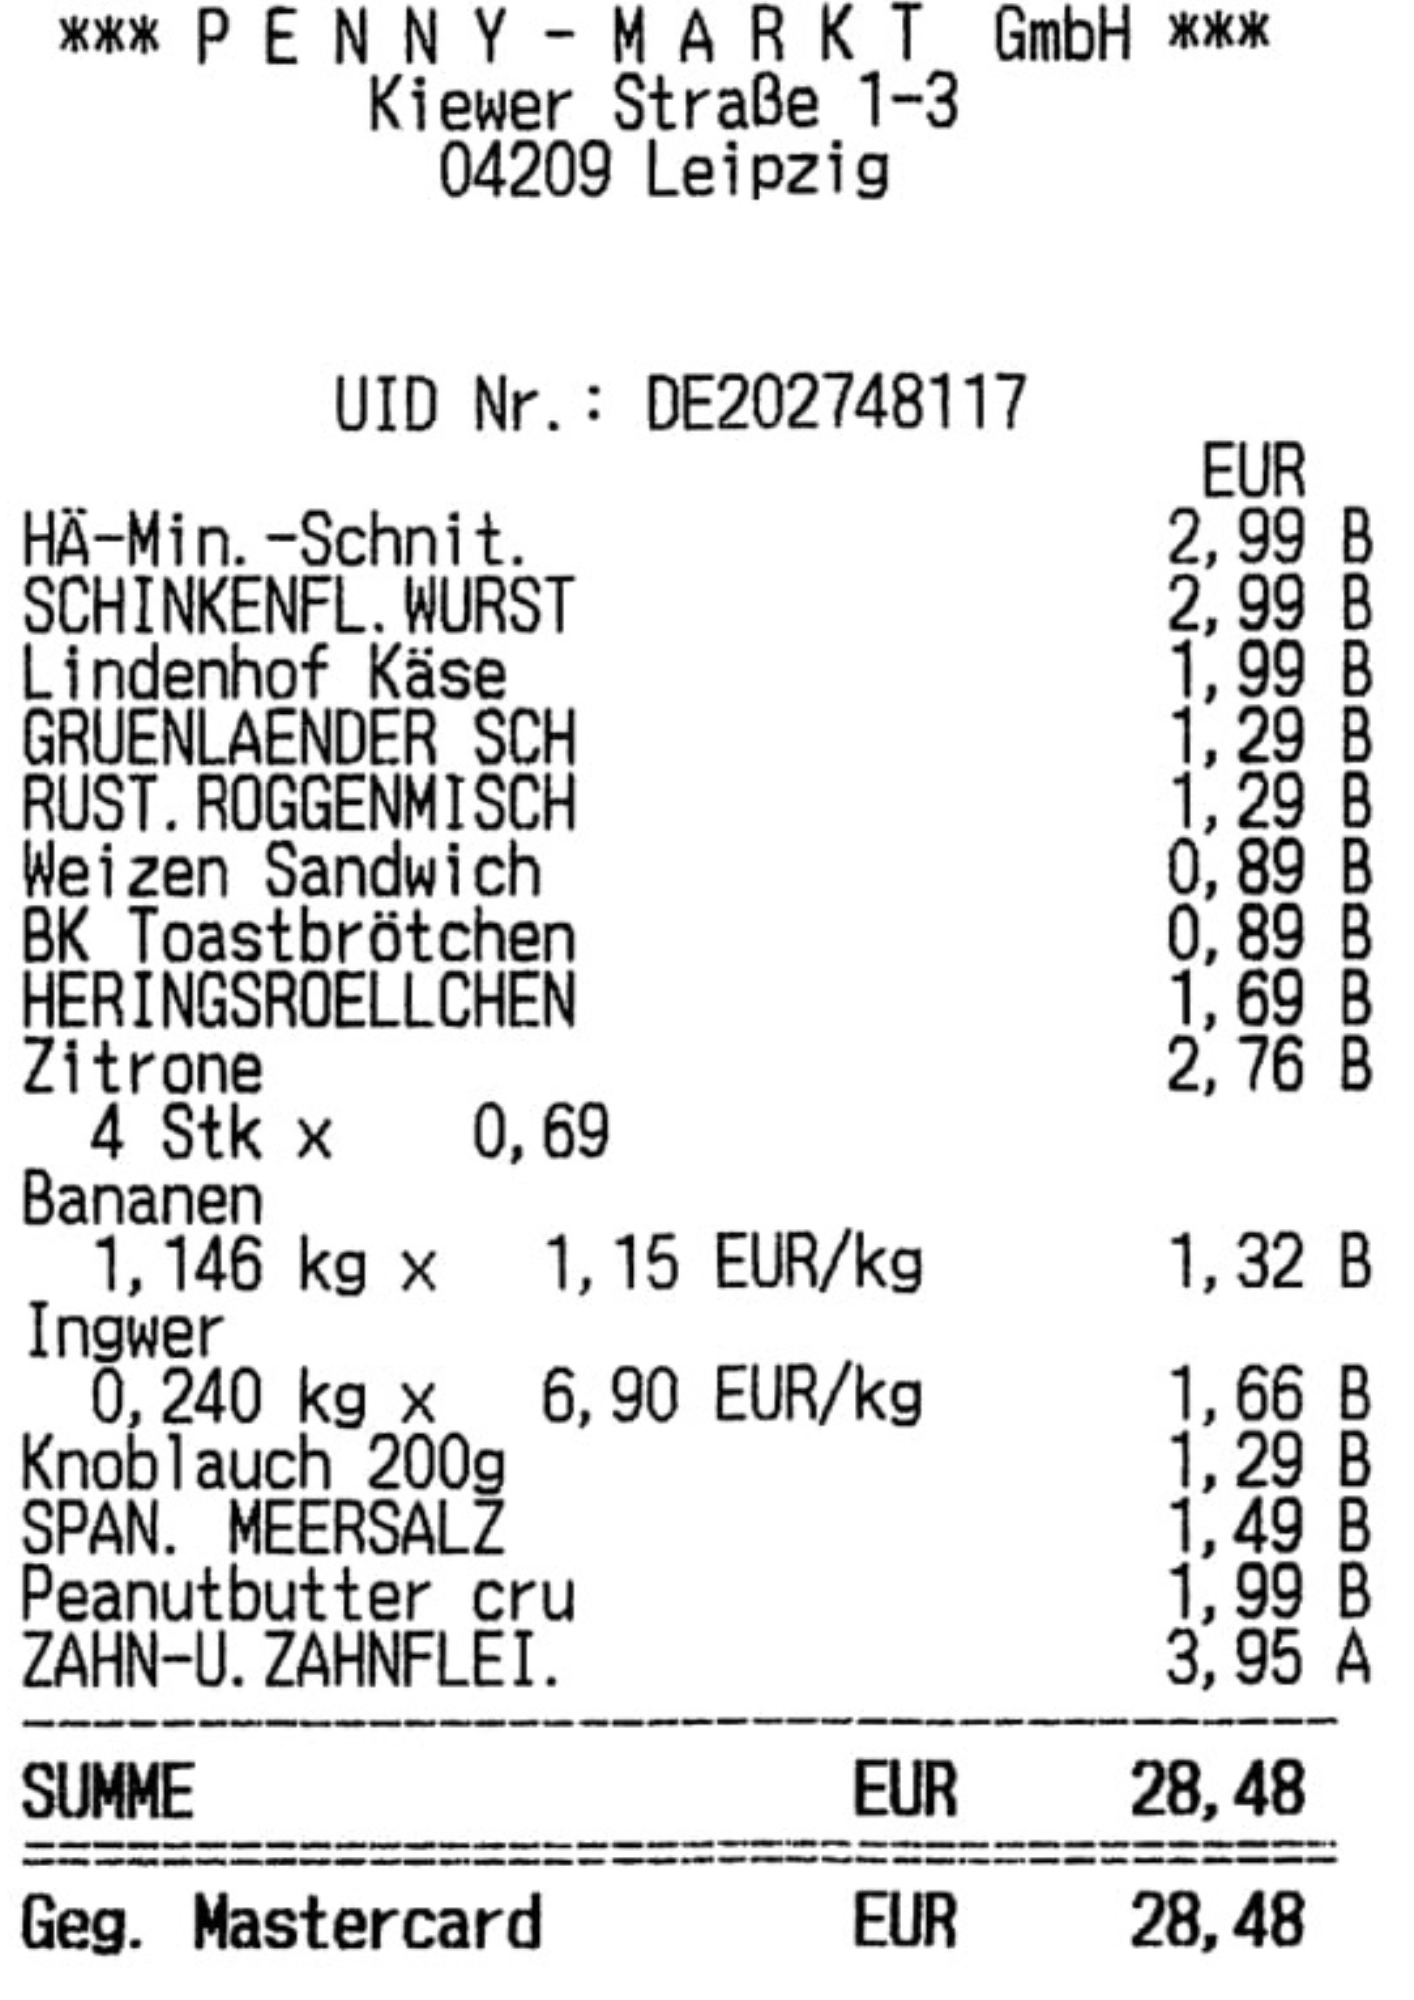 *** P E N N Y - M A R K T  GmbH ***
Kiewer Straße 1-3
04209 Leipzig
UID Nr.: DE202748117
EUR
HÄ-Min.-Schnit. 2,99 B
SCHINKENFL.WURST 2,99 B
Lindenhof Käse 1,99 B
GRUENLAENDER SCH 1,29 B
RUST.ROGGENMISCH 1,29 B
Weizen Sandwich 0,89 B
BK Toastbrötchen 0,89 B
HERINGSROELLCHEN 1,69 B
Zitrone 2,76 B
4 Stk x 0,69
Bananen
1,146 kg x 1,15 EUR/kg 1,32 B
Ingwer
0,240 kg x 6,90 EUR/kg 1,66 B
Knoblauch 200g 1,29 B
SPAN. MEERSALZ 1,49 B
Peanutbutter cru 1,99 B
ZAHN-U.ZAHNFLEI. 3,95 A
SUMME EUR 28,48
Geg. Mastercard EUR 28,48